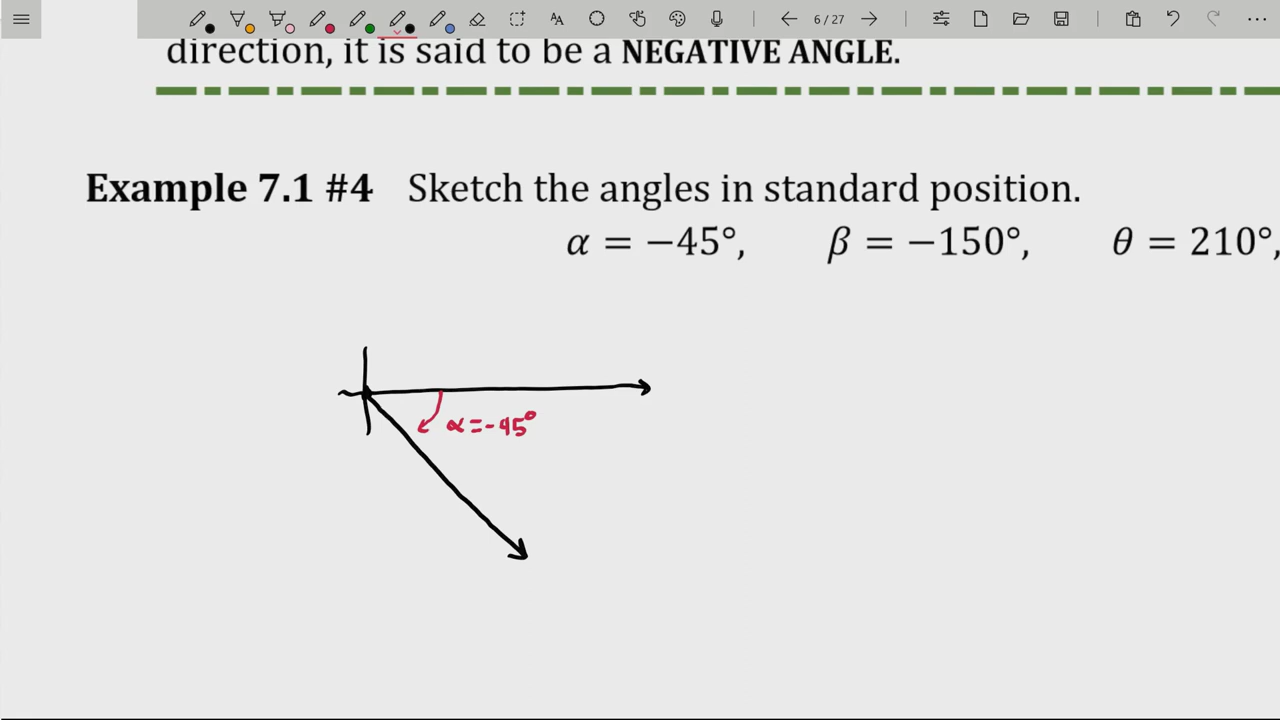 6 / 27
direction, it is said to be a NEGATIVE ANGLE.
Example 7.1 #4 Sketch the angles in standard position.
α = −45°, β = −150°, θ = 210°,
α = -45°